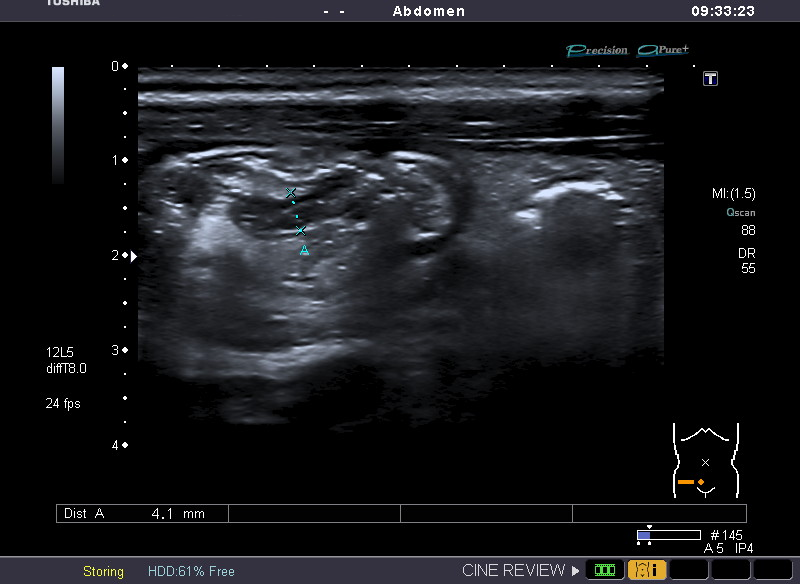 TOSHIBA
- - Abdomen 09:33:23
Precision APure+
T
0
1
2
3
4
MI:(1.5)
Qscan
88
DR
55
A
12L5
diffT8.0
24 fps
Dist A 4.1 mm
#145
A 5 IP4
Storing HDD:61% Free CINE REVIEW
i